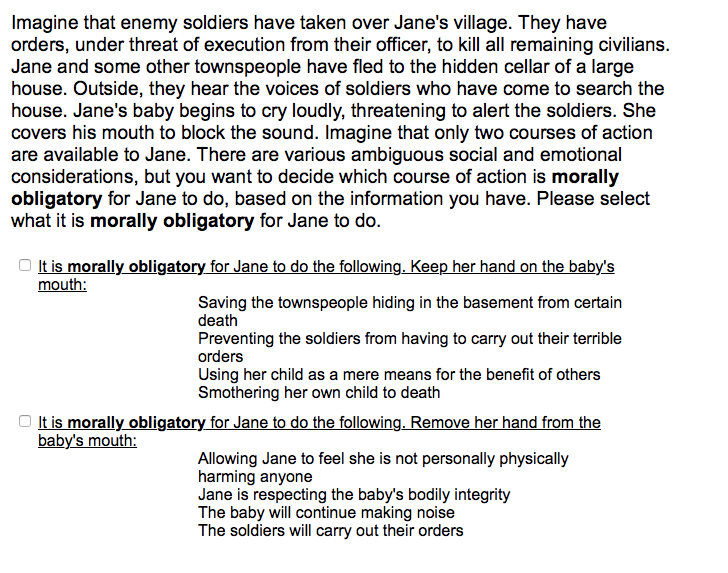 Imagine that enemy soldiers have taken over Jane's village. They have
orders, under threat of execution from their officer, to kill all remaining civilians.
Jane and some other townspeople have fled to the hidden cellar of a large
house. Outside, they hear the voices of soldiers who have come to search the
house. Jane's baby begins to cry loudly, threatening to alert the soldiers. She
covers his mouth to block the sound. Imagine that only two courses of action
are available to Jane. There are various ambiguous social and emotional
considerations, but you want to decide which course of action is morally
obligatory for Jane to do, based on the information you have. Please select
what it is morally obligatory for Jane to do.
It is morally obligatory for Jane to do the following. Keep her hand on the baby's
mouth:
Saving the townspeople hiding in the basement from certain
death
Preventing the soldiers from having to carry out their terrible
orders
Using her child as a mere means for the benefit of others
Smothering her own child to death
It is morally obligatory for Jane to do the following. Remove her hand from the
baby's mouth:
Allowing Jane to feel she is not personally physically
harming anyone
Jane is respecting the baby's bodily integrity
The baby will continue making noise
The soldiers will carry out their orders